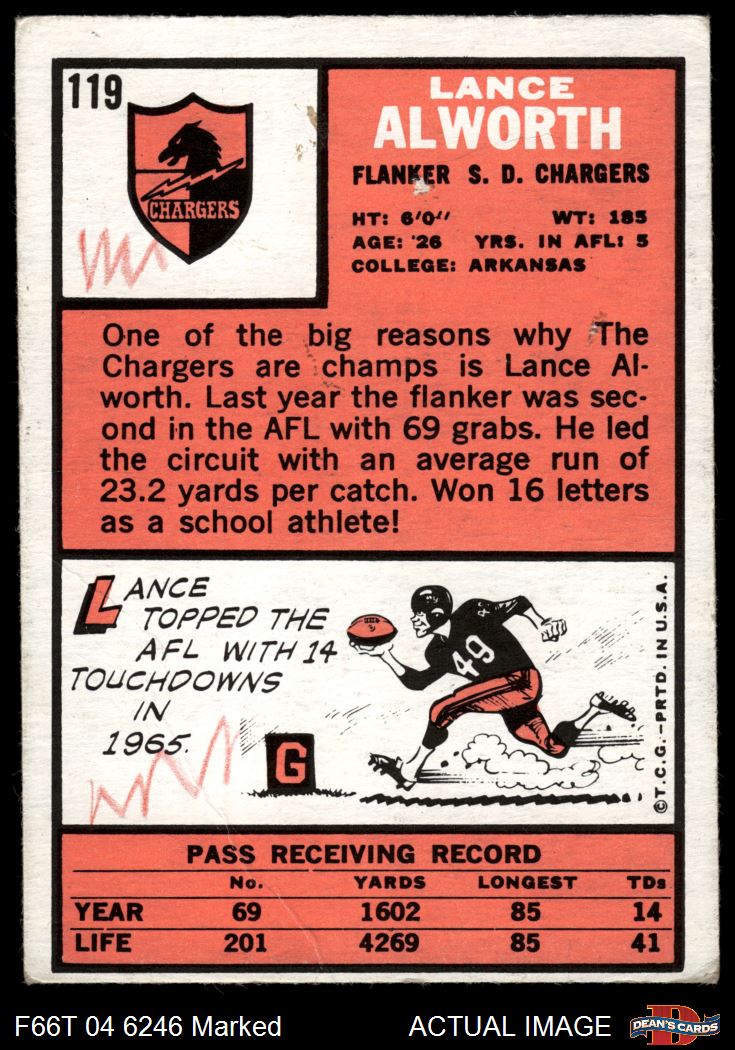 119
CHARGERS
LANCE
ALWORTH
FLANKER S. D. CHARGERS
HT: 6'0" WT: 185
AGE: '26 YRS. IN AFL: 5
COLLEGE: ARKANSAS
One of the big reasons why The
Chargers are champs is Lance Al-
worth. Last year the flanker was sec-
ond in the AFL with 69 grabs. He led
the circuit with an average run of
23.2 yards per catch. Won 16 letters
as a school athlete!
LANCE
TOPPED THE
AFL WITH 14
TOUCHDOWNS
IN
1965.
49
49
G
©T.C.G.–PRTD. IN U.S.A.
PASS RECEIVING RECORD
No. YARDS LONGEST TDs
YEAR 69 1602 85 14
LIFE 201 4269 85 41
F66T 04 6246 Marked
ACTUAL IMAGE
D
DEAN'S CARDS